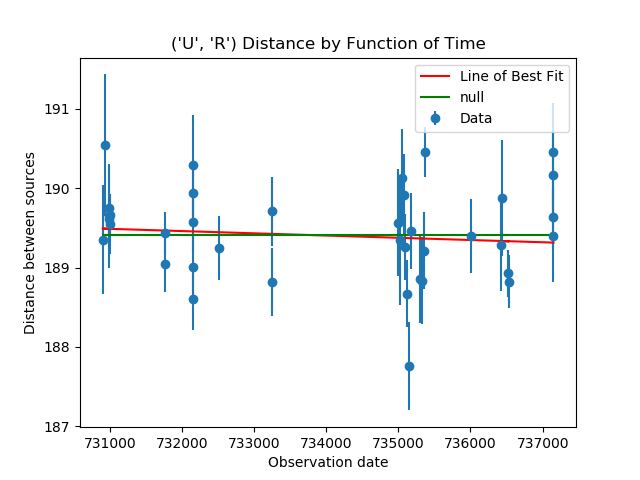 ('U', 'R') Distance by Function of Time
Line of Best Fit
null
Data
191
190
189
188
187
Distance between sources
731000 732000 733000 734000 735000 736000 737000
Observation date